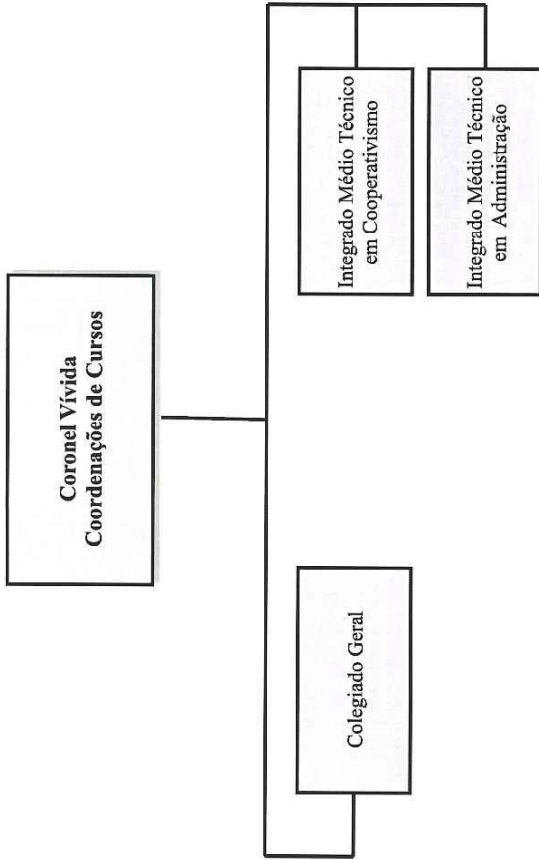 Coronel Vívida
Coordenações de Cursos
Colegiado Geral
Integrado Médio Técnico
em Cooperativismo
Integrado Médio Técnico
em Administração